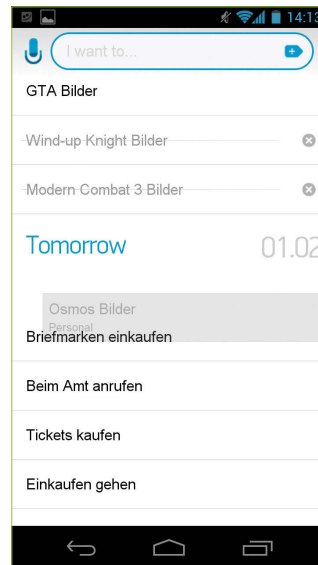 14:13
I want to...
GTA Bilder
Wind-up Knight Bilder
Modern Combat 3 Bilder
Tomorrow 01.02
Osmos Bilder
Personal
Briefmarken einkaufen
Beim Amt anrufen
Tickets kaufen
Einkaufen gehen